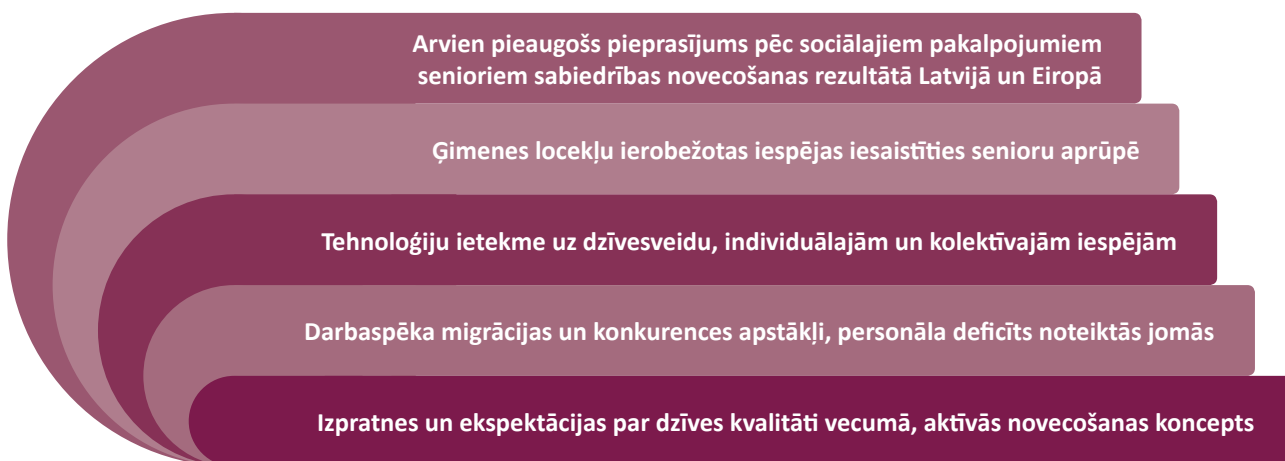 Arvien pieaugošs pieprasījums pēc sociālajiem pakalpojumiem
senioriem sabiedrības novecošanas rezultātā Latvijā un Eiropā
Ģimenes locekļu ierobežotas iespējas iesaistīties senioru aprūpē
Tehnoloģiju ietekme uz dzīvesveidu, individuālajām un kolektīvajām iespējām
Darbaspēka migrācijas un konkurences apstākļi, personāla deficīts noteiktās jomās
Izpratnes un ekspektācijas par dzīves kvalitāti vecumā, aktīvās novecošanas koncepts